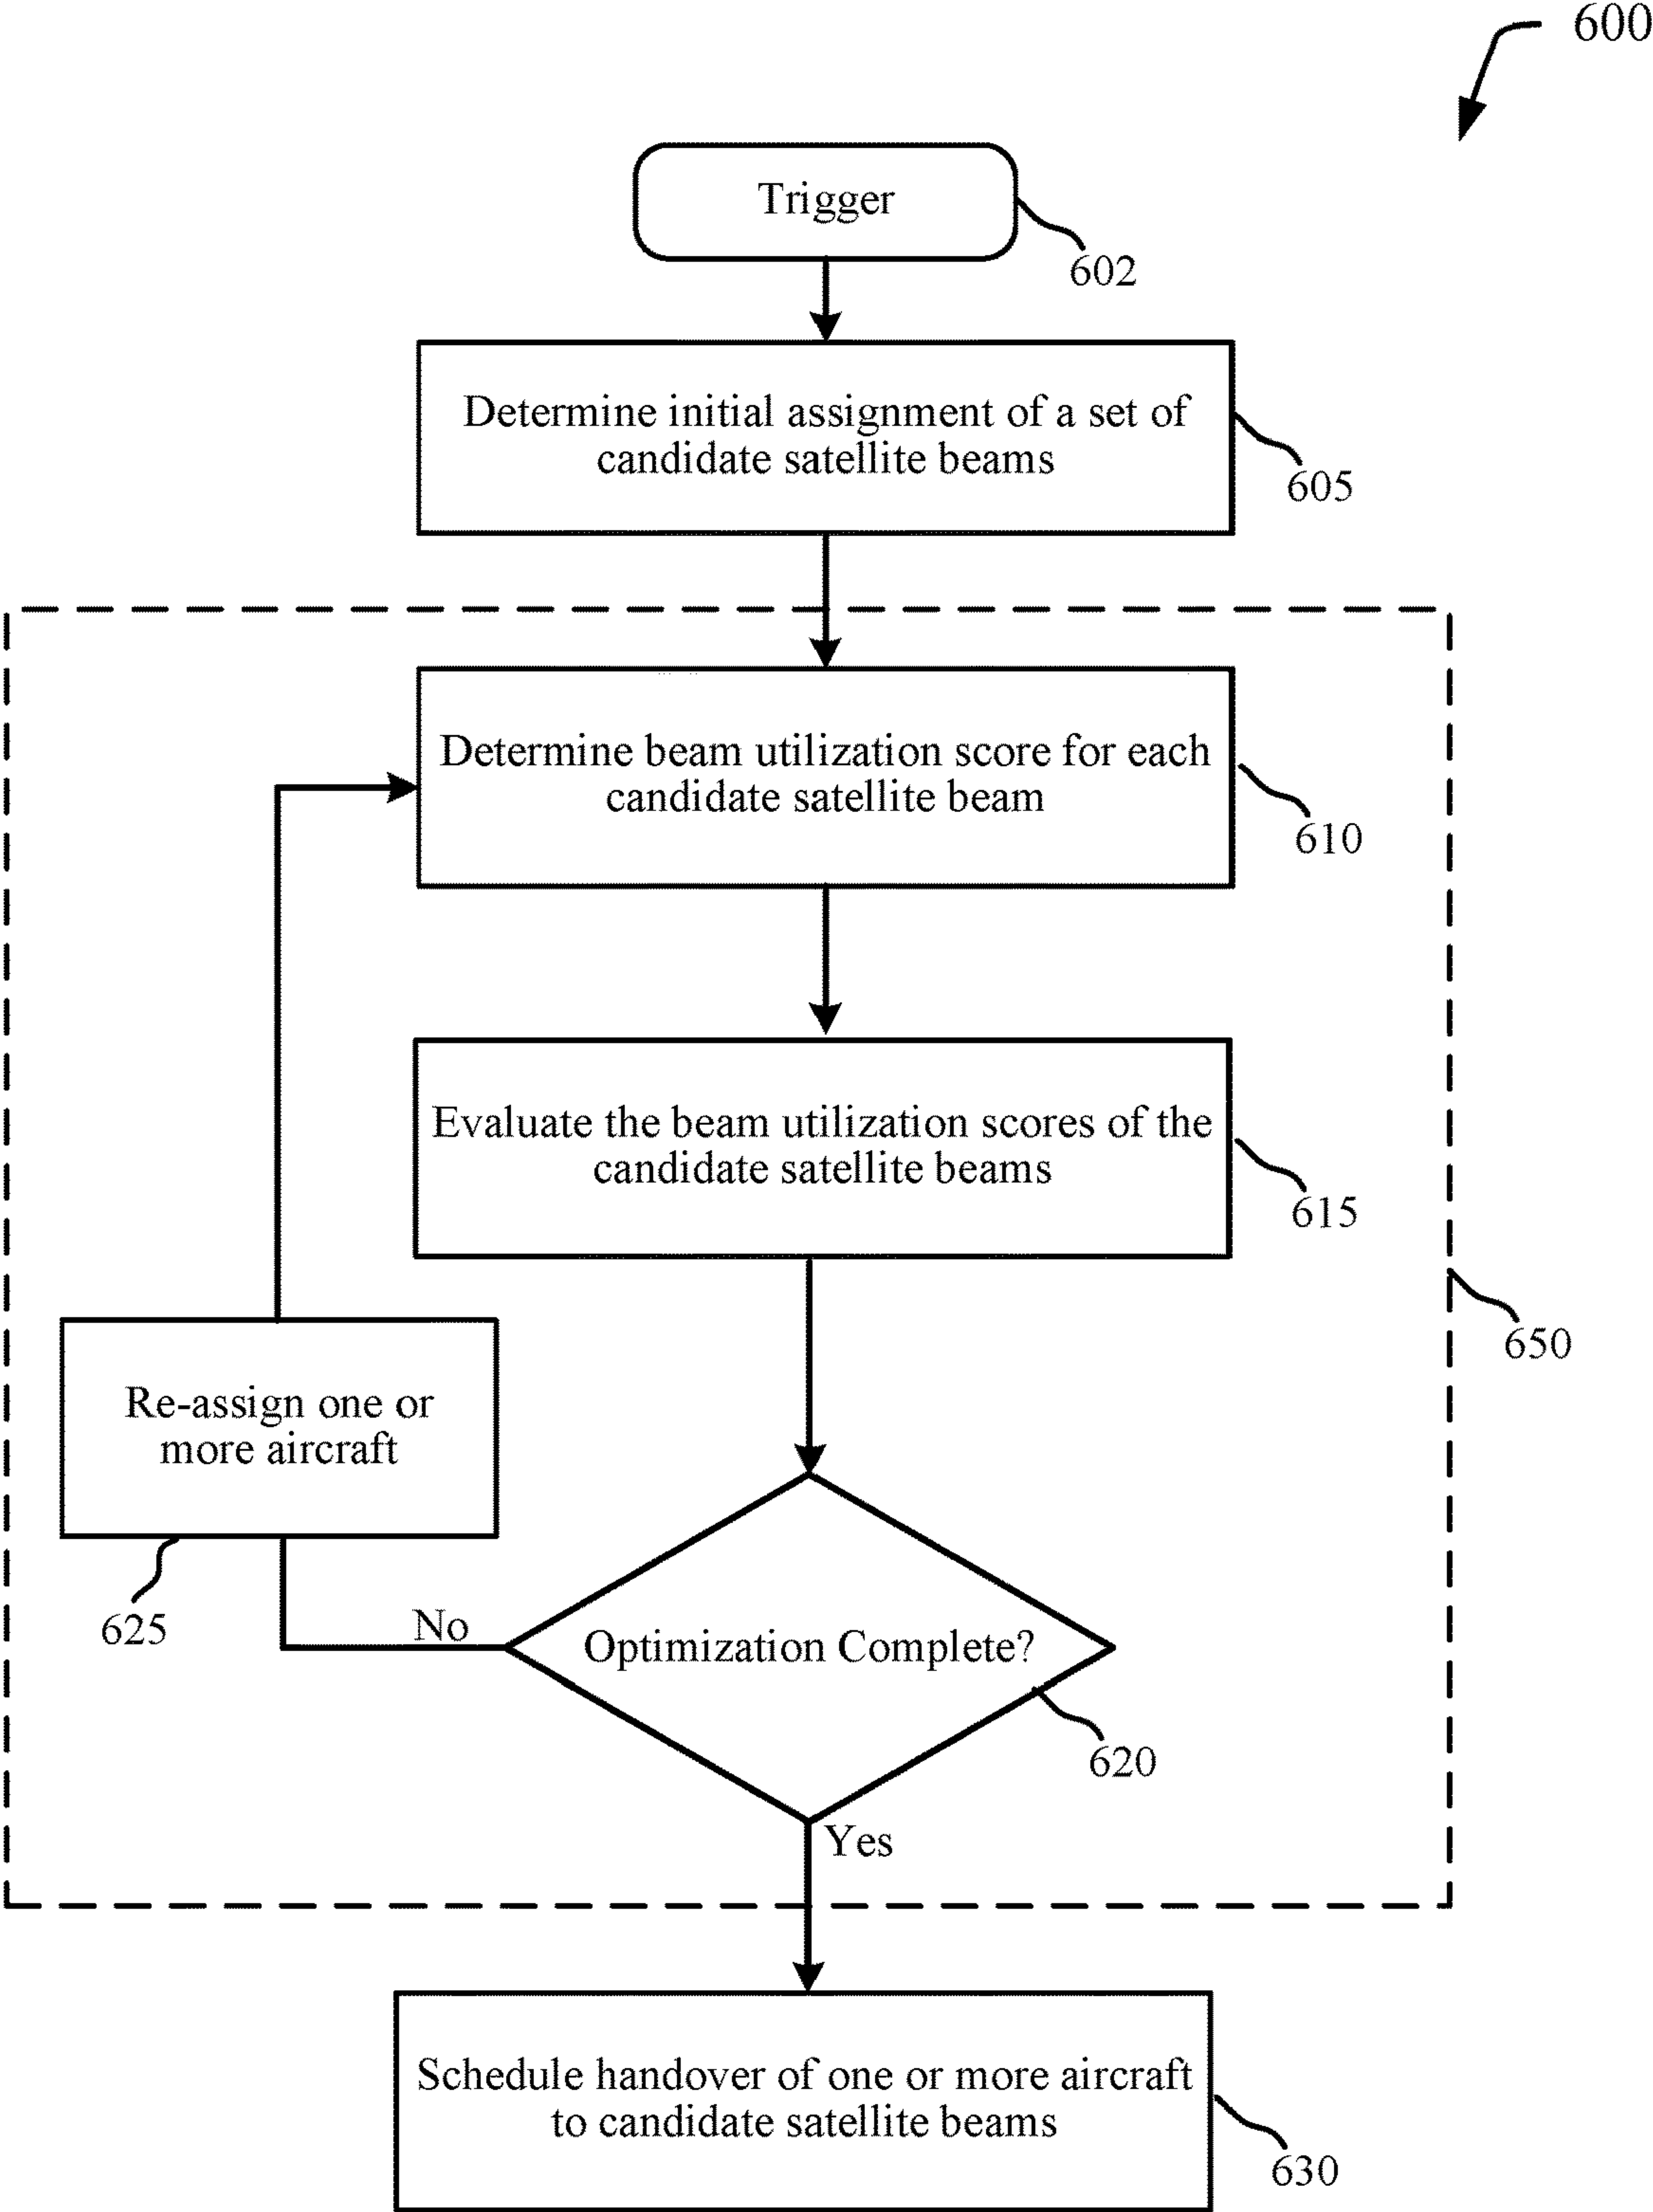 600
Trigger
602
Determine initial assignment of a set of
candidate satellite beams
605
Determine beam utilization score for each
candidate satellite beam
610
Evaluate the beam utilization scores of the
candidate satellite beams
615
650
Re-assign one or
more aircraft
625
No
Optimization Complete?
620
Yes
Schedule handover of one or more aircraft
to candidate satellite beams
630